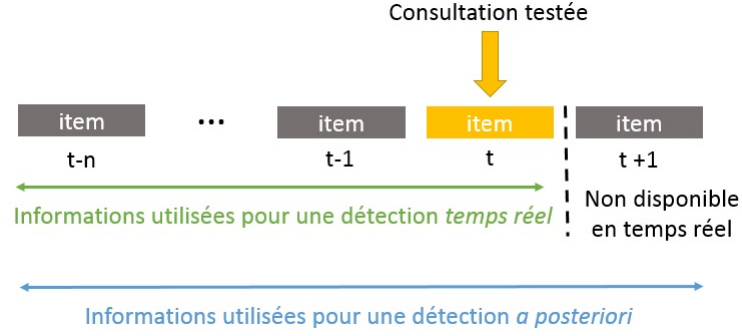 Consultation testée
item ... item item item
t-n t-1 t t +1
Informations utilisées pour une détection temps réel
Non disponible
en temps réel
Informations utilisées pour une détection a posteriori